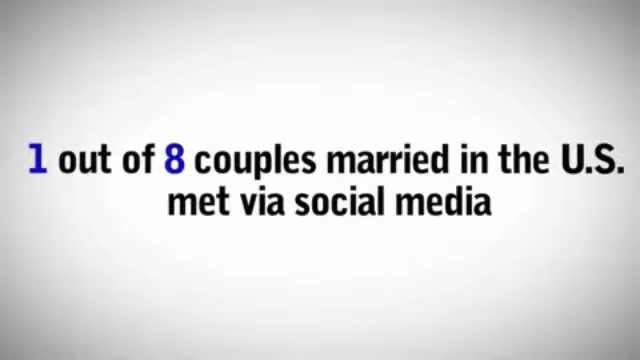 1 out of 8 couples married in the U.S.
met via social media